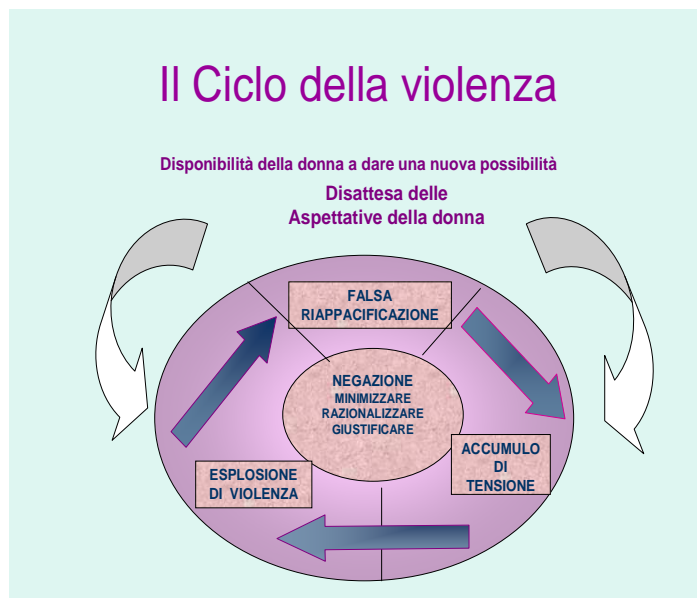 Il Ciclo della violenza
Disponibilità della donna a dare una nuova possibilità
Disattesa delle
Aspettative della donna
FALSA
RIAPPACIFICAZIONE
NEGAZIONE
MINIMIZZARE
RAZIONALIZZARE
GIUSTIFICARE
ACCUMULO
DI
TENSIONE
ESPLOSIONE
DI VIOLENZA